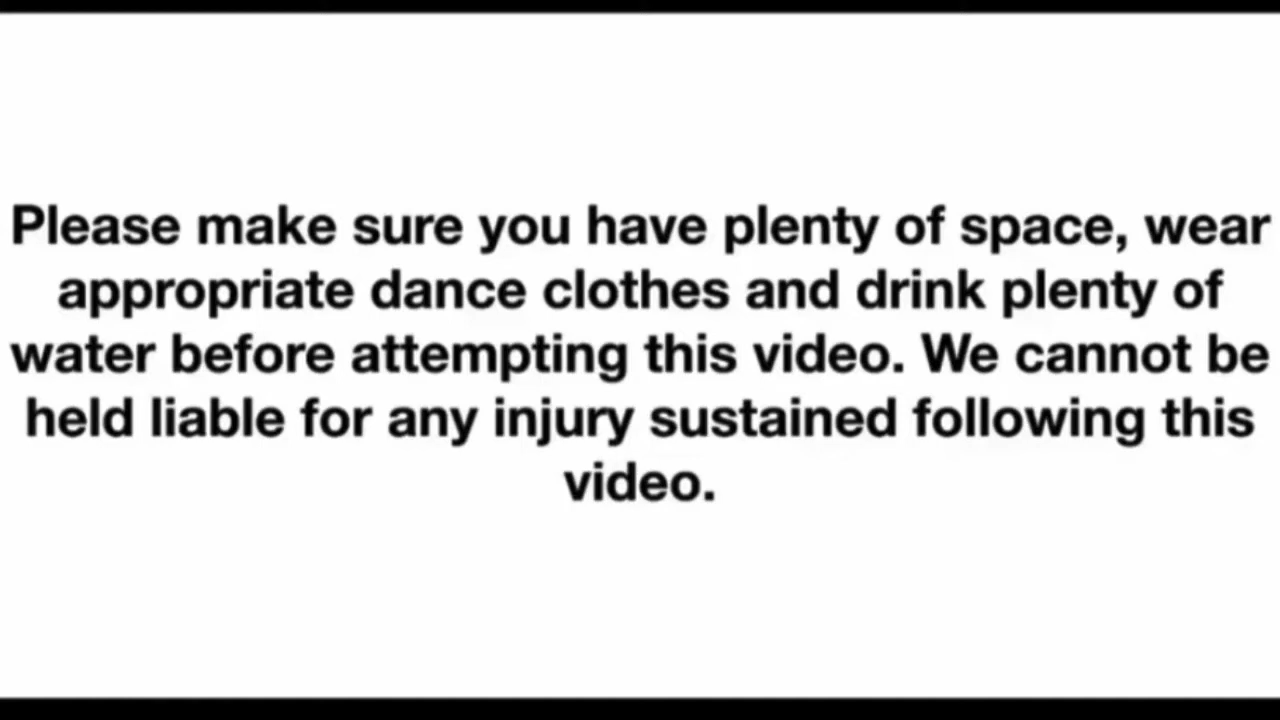 Please make sure you have plenty of space, wear
appropriate dance clothes and drink plenty of
water before attempting this video. We cannot be
held liable for any injury sustained following this
video.